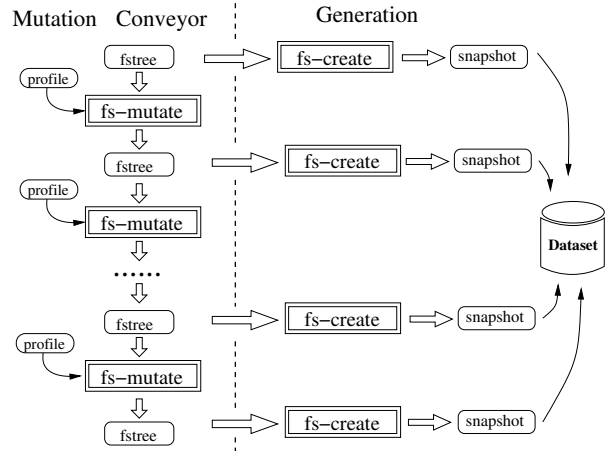 Mutation Conveyor Generation
fstree fs−create snapshot
profile
fs−mutate
fstree fs−create snapshot
profile
fs−mutate
Dataset
......
fstree fs−create snapshot
profile
fs−mutate
fstree fs−create snapshot